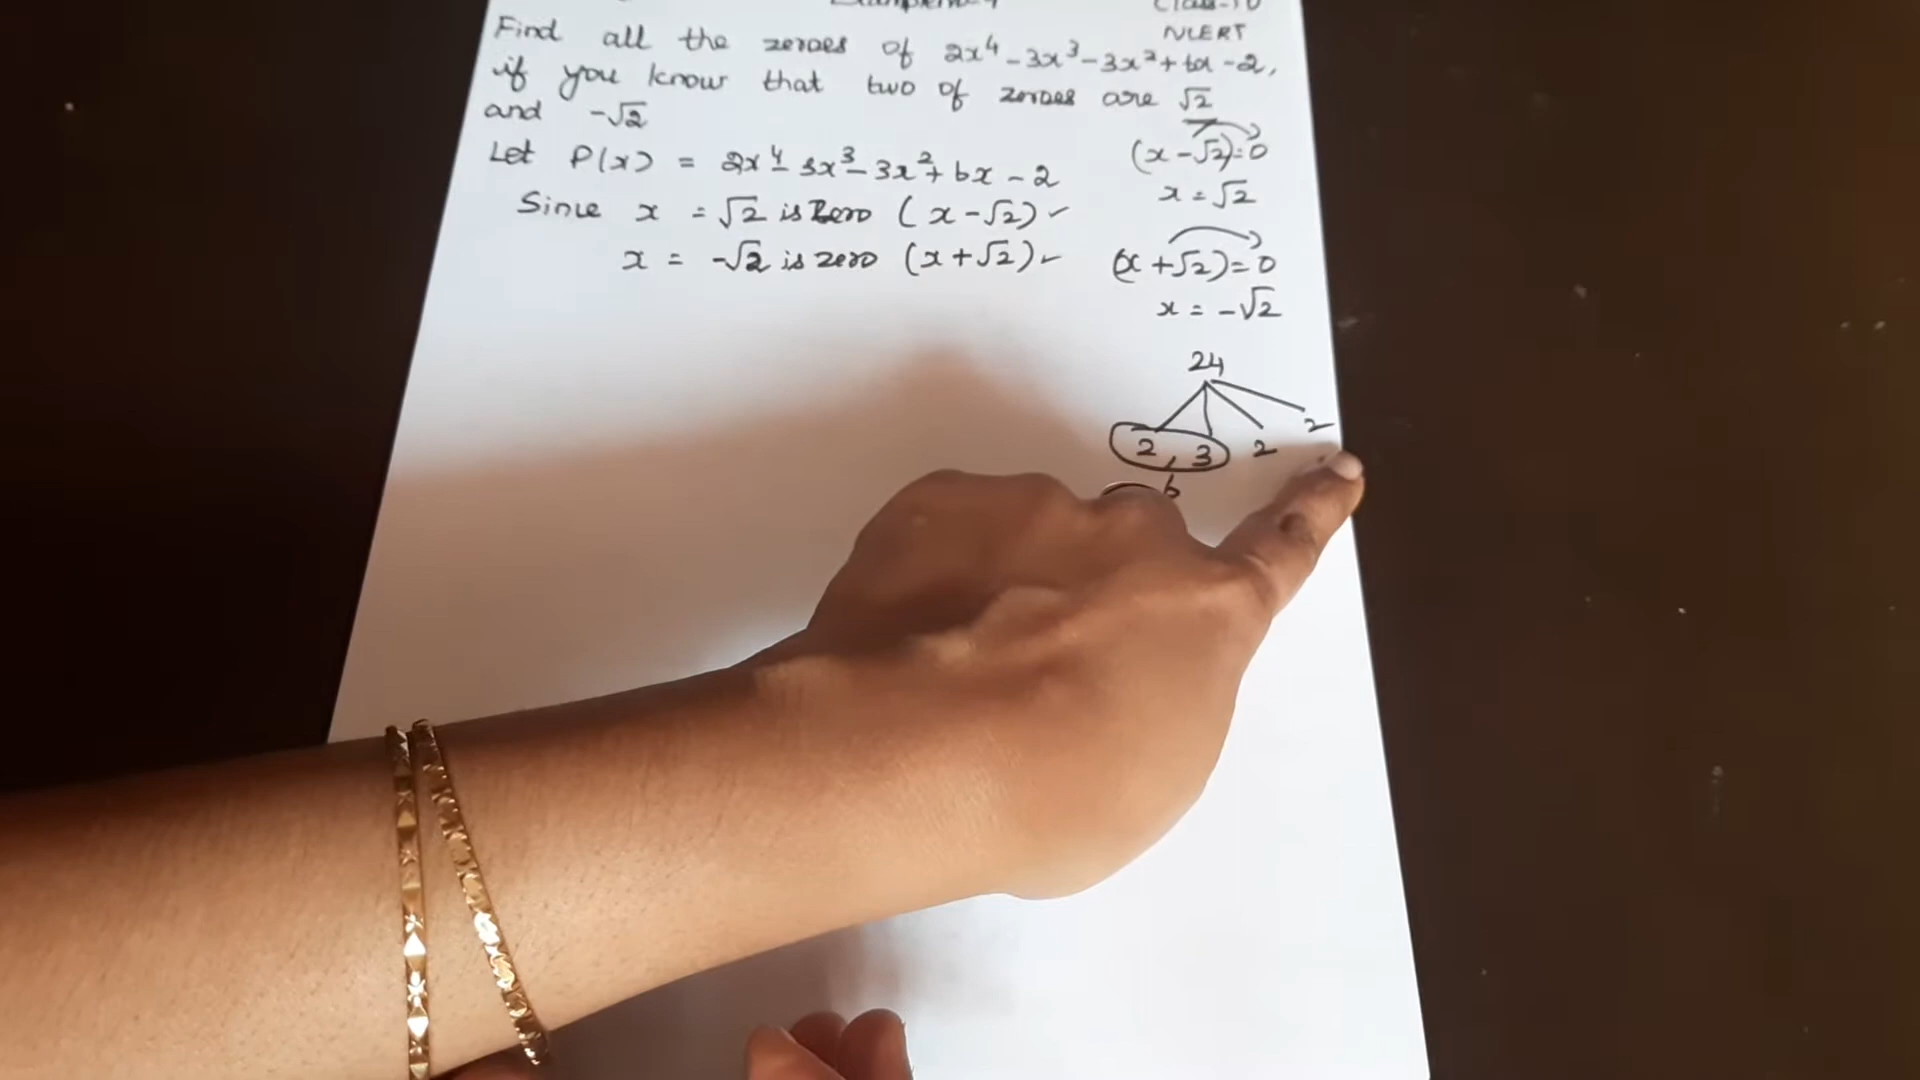 Class-10
NCERT
Find all the zeroes of 2x⁴-3x³-3x²+6x-2,
if you know that two of zeroes are √2
and -√2
Let P(x) = 2x⁴-3x³-3x²+6x-2
Since x = √2 is Zero (x-√2) ✓
x = -√2 is zero (x+√2) ✓
(x-√2)=0
x = √2
(x+√2)=0
x = -√2
24
2, 3 2 2
6